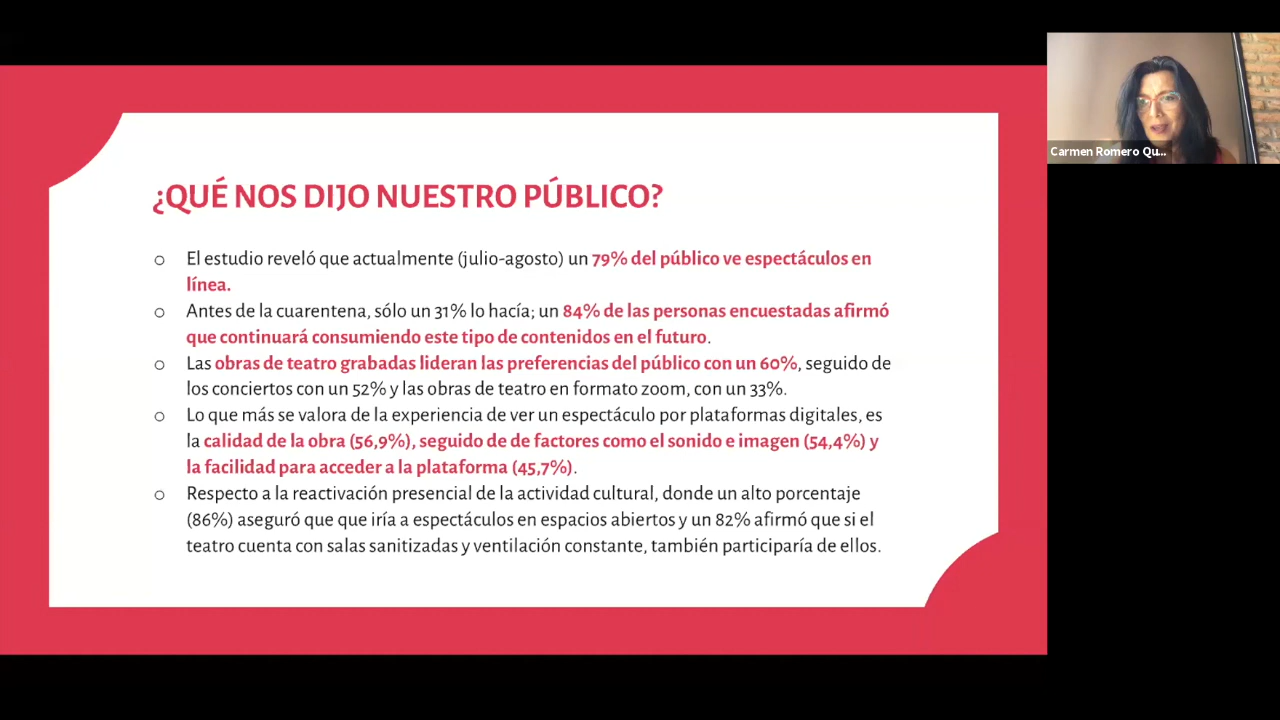 ¿QUÉ NOS DIJO NUESTRO PÚBLICO?
El estudio reveló que actualmente (julio-agosto) un 79% del público ve espectáculos en
línea.
Antes de la cuarentena, sólo un 31% lo hacía; un 84% de las personas encuestadas afirmó
que continuará consumiendo este tipo de contenidos en el futuro.
Las obras de teatro grabadas lideran las preferencias del público con un 60%, seguido de
los conciertos con un 52% y las obras de teatro en formato zoom, con un 33%.
Lo que más se valora de la experiencia de ver un espectáculo por plataformas digitales, es
la calidad de la obra (56,9%), seguido de de factores como el sonido e imagen (54,4%) y
la facilidad para acceder a la plataforma (45,7%).
Respecto a la reactivación presencial de la actividad cultural, donde un alto porcentaje
(86%) aseguró que que iría a espectáculos en espacios abiertos y un 82% afirmó que si el
teatro cuenta con salas sanitizadas y ventilación constante, también participaría de ellos.
Carmen Romero Qu...